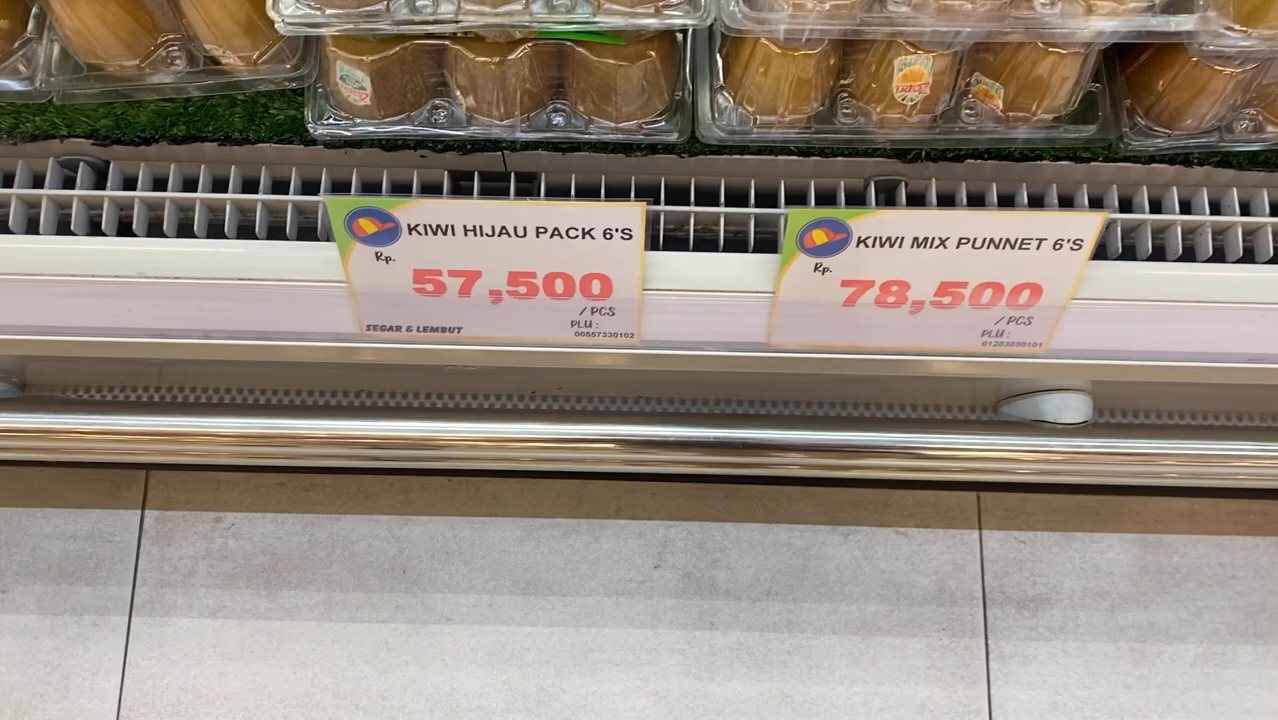 KIWI HIJAU PACK 6'S
Rp.
57,500
/PCS
SEGAR & LEMBUT
PLU :
00557330102
KIWI MIX PUNNET 6'S
Rp.
78,500
/PCS
PLU :